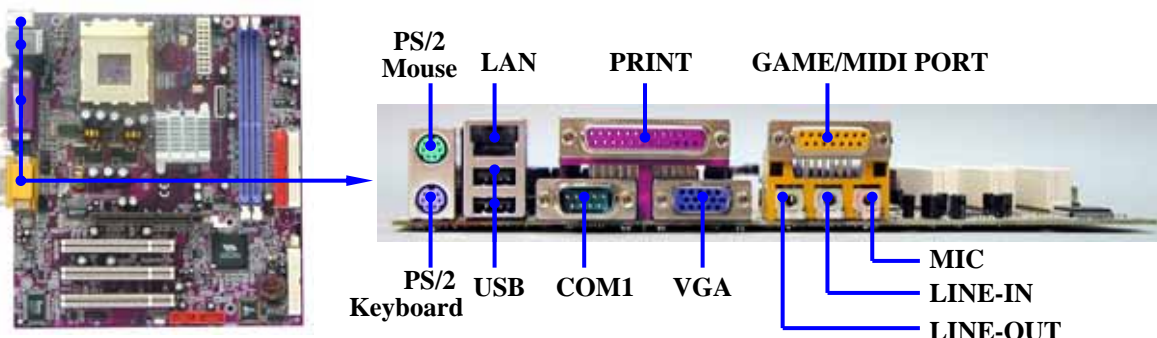 PS/2
Mouse
LAN
PRINT
GAME/MIDI PORT
PS/2
Keyboard
USB
COM1
VGA
MIC
LINE-IN
LINE-OUT